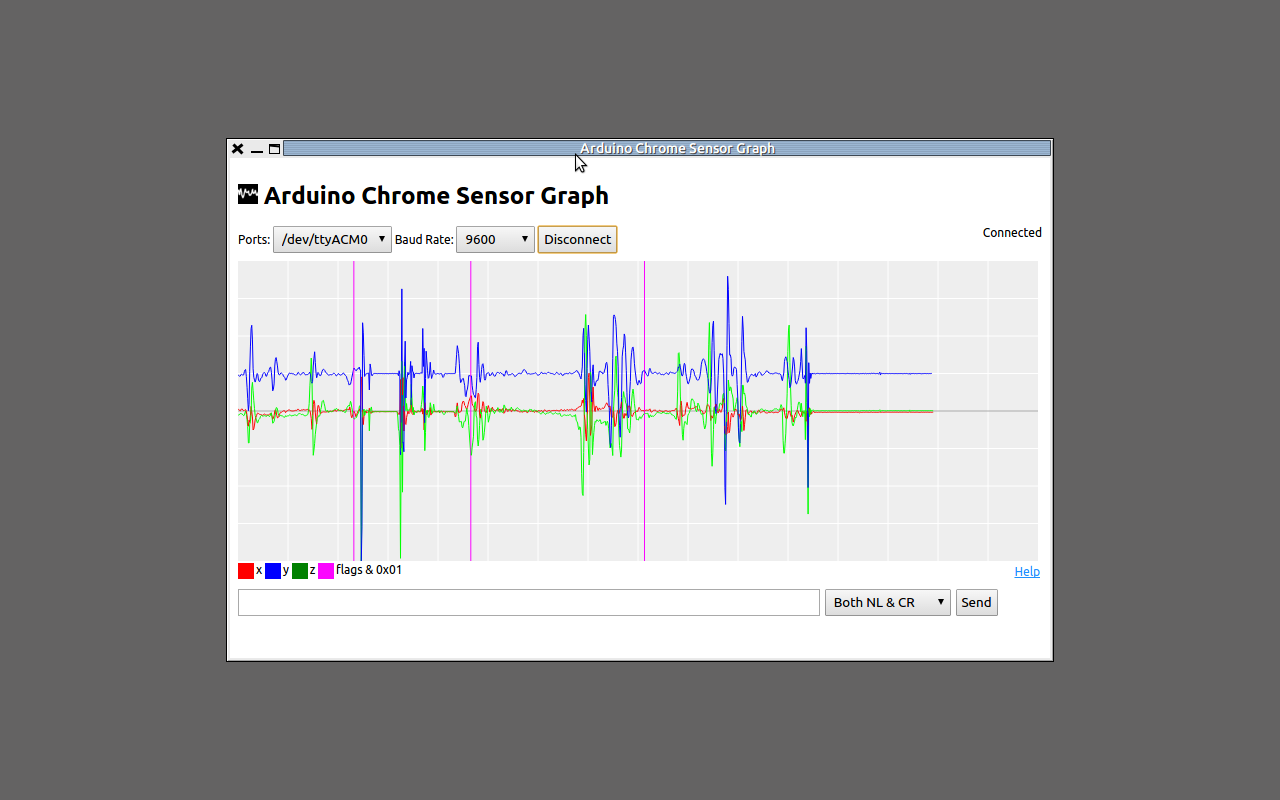 Arduino Chrome Sensor Graph
Arduino Chrome Sensor Graph
Ports: /dev/ttyACM0 Baud Rate: 9600 Disconnect Connected
x y z flags & 0x01 Help
Both NL & CR Send